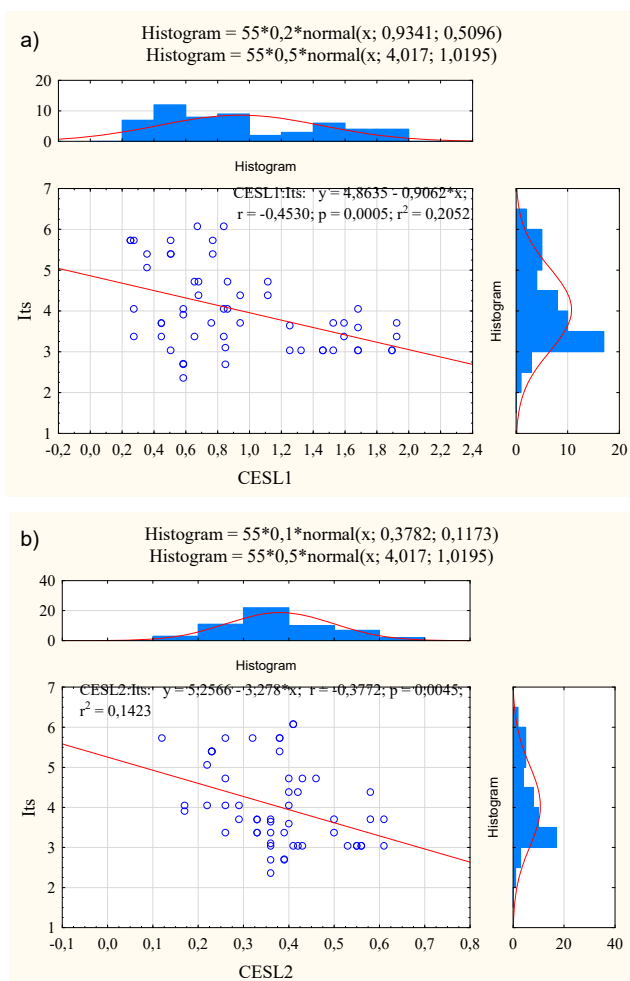 a)
Histogram = 55*0,2*normal(x; 0,9341; 0,5096)
Histogram = 55*0,5*normal(x; 4,017; 1,0195)
20
10
0
Histogram
CESL1:Its: y = 4,8635 - 0,9062*x;
r = -0,4530; p = 0,0005; r² = 0,2052
7
6
5
4
3
2
1
Its
-0,2 0,0 0,2 0,4 0,6 0,8 1,0 1,2 1,4 1,6 1,8 2,0 2,2 2,4
CESL1
Histogram
0 10 20
b)
Histogram = 55*0,1*normal(x; 0,3782; 0,1173)
Histogram = 55*0,5*normal(x; 4,017; 1,0195)
40
20
0
Histogram
CESL2:Its: y = 5,2566 - 3,278*x; r = -0,3772; p = 0,0045;
r² = 0,1423
7
6
5
4
3
2
1
Its
-0,1 0,0 0,1 0,2 0,3 0,4 0,5 0,6 0,7 0,8
CESL2
Histogram
0 20 40